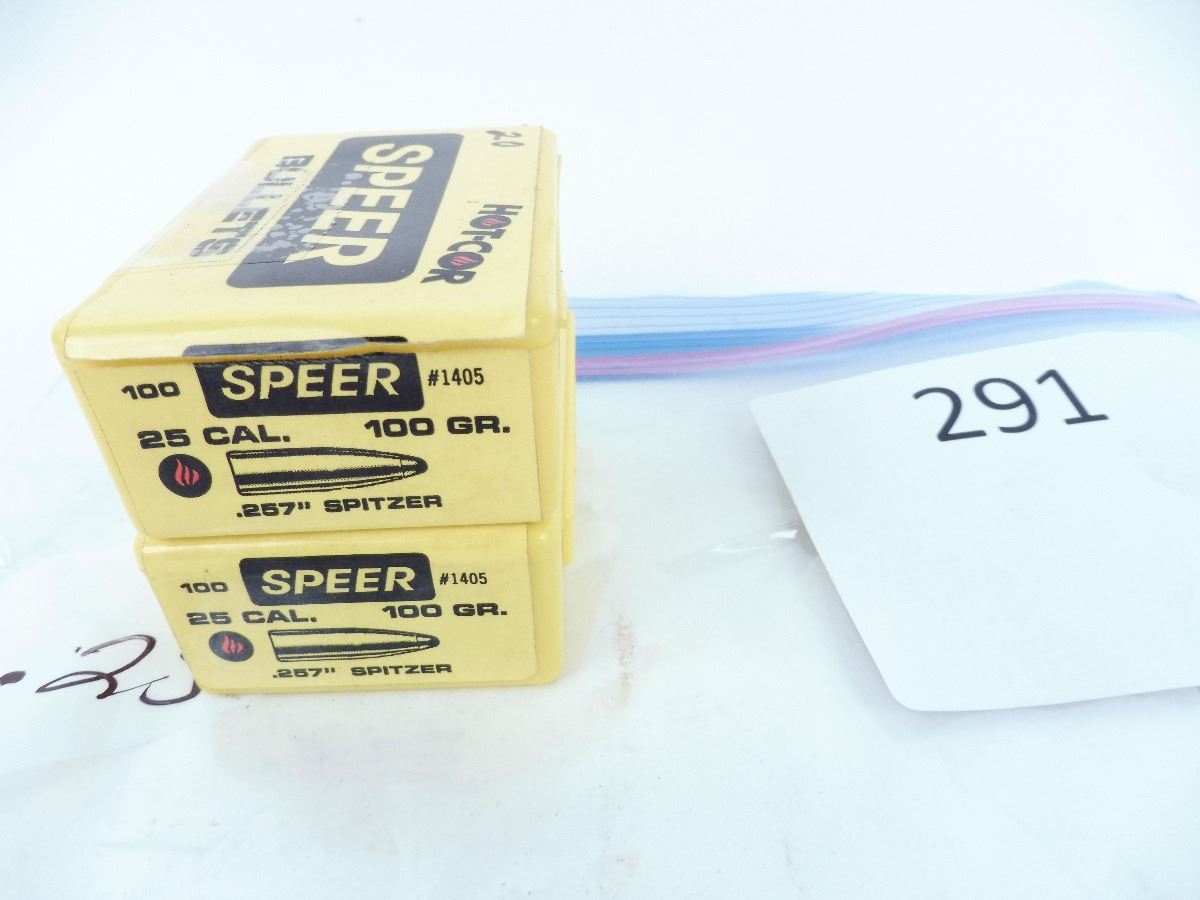 20
HOT-COR
SPEER
BULLETS
100 SPEER #1405
25 CAL. 100 GR.
.257" SPITZER
100 SPEER #1405
25 CAL. 100 GR.
.257" SPITZER
291